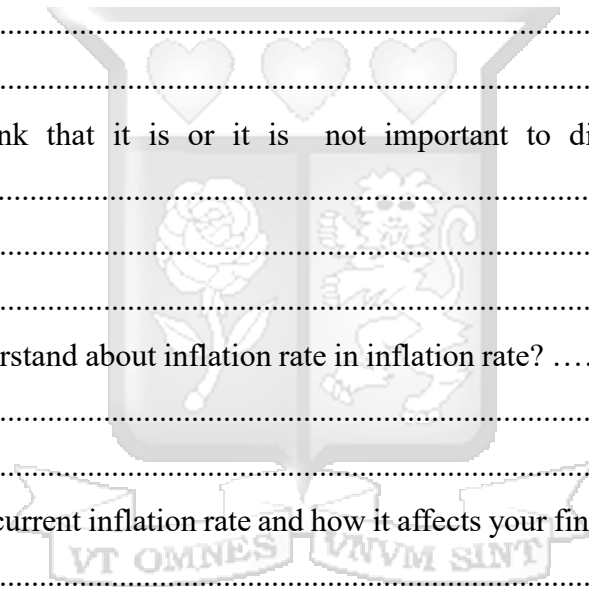 ................................................................
................................................................
nk that it is or it is not important to di
................................................................
................................................................
................................................................
erstand about inflation rate in inflation rate? …..
................................................................
................................................................
current inflation rate and how it affects your fin
VT OMNES VNVM SINT
................................................................